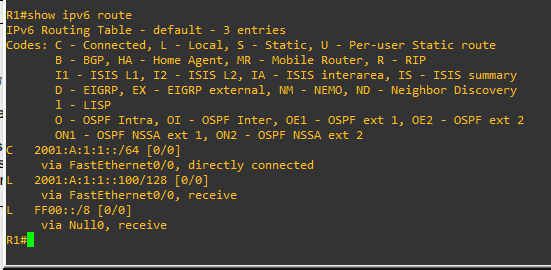 R1#show ipv6 route
IPv6 Routing Table - default - 3 entries
Codes: C - Connected, L - Local, S - Static, U - Per-user Static route
       B - BGP, HA - Home Agent, MR - Mobile Router, R - RIP
       I1 - ISIS L1, I2 - ISIS L2, IA - ISIS interarea, IS - ISIS summary
       D - EIGRP, EX - EIGRP external, NM - NEMO, ND - Neighbor Discovery
       l - LISP
       O - OSPF Intra, OI - OSPF Inter, OE1 - OSPF ext 1, OE2 - OSPF ext 2
       ON1 - OSPF NSSA ext 1, ON2 - OSPF NSSA ext 2
C   2001:A:1:1::/64 [0/0]
     via FastEthernet0/0, directly connected
L   2001:A:1:1::100/128 [0/0]
     via FastEthernet0/0, receive
L   FF00::/8 [0/0]
     via Null0, receive
R1#